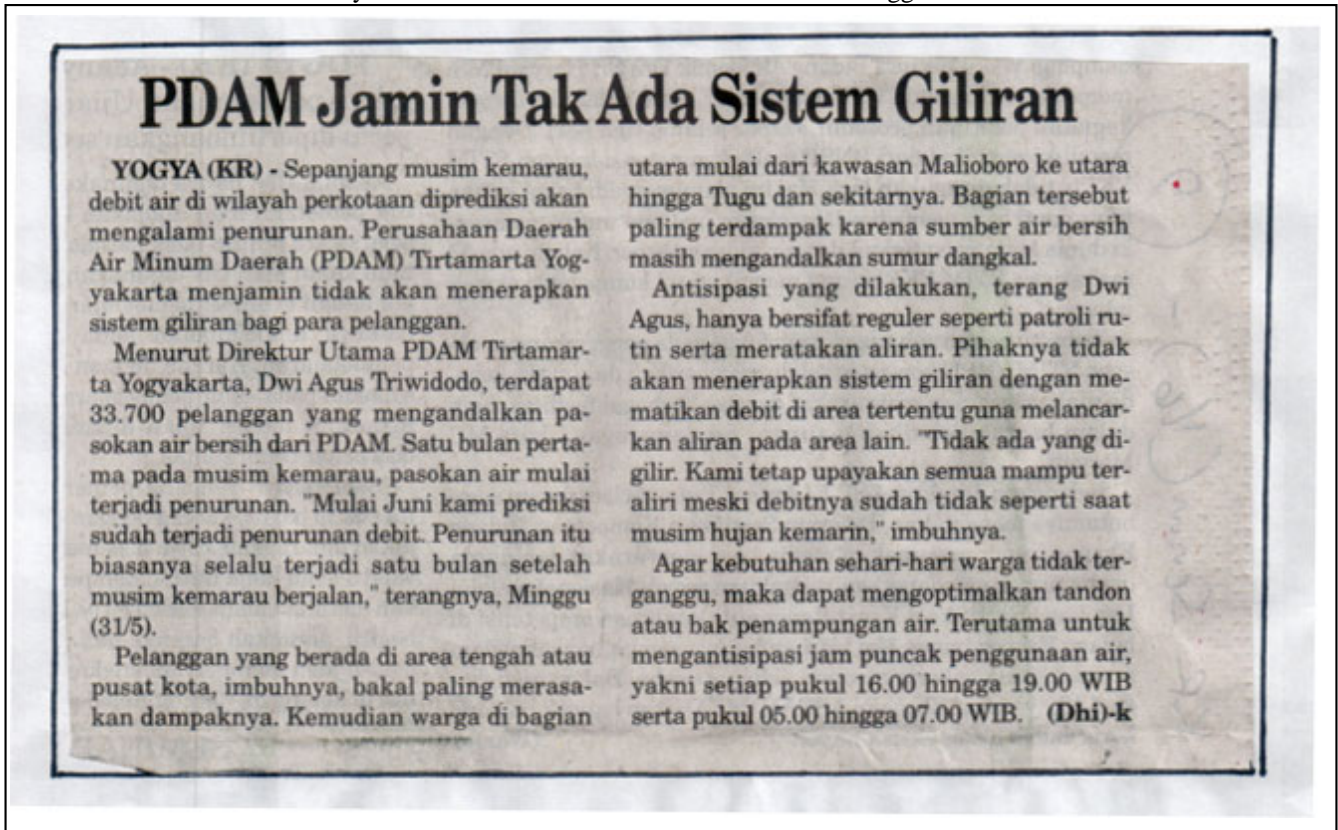 PDAM Jamin Tak Ada Sistem Giliran
YOGYA (KR) - Sepanjang musim kemarau,
debit air di wilayah perkotaan diprediksi akan
mengalami penurunan. Perusahaan Daerah
Air Minum Daerah (PDAM) Tirtamarta Yog-
yakarta menjamin tidak akan menerapkan
sistem giliran bagi para pelanggan.
Menurut Direktur Utama PDAM Tirtamar-
ta Yogyakarta, Dwi Agus Triwidodo, terdapat
33.700 pelanggan yang mengandalkan pa-
sokan air bersih dari PDAM. Satu bulan perta-
ma pada musim kemarau, pasokan air mulai
terjadi penurunan. "Mulai Juni kami prediksi
sudah terjadi penurunan debit. Penurunan itu
biasanya selalu terjadi satu bulan setelah
musim kemarau berjalan," terangnya, Minggu
(31/5).
Pelanggan yang berada di area tengah atau
pusat kota, imbuhnya, bakal paling merasa-
kan dampaknya. Kemudian warga di bagian
utara mulai dari kawasan Malioboro ke utara
hingga Tugu dan sekitarnya. Bagian tersebut
paling terdampak karena sumber air bersih
masih mengandalkan sumur dangkal.
Antisipasi yang dilakukan, terang Dwi
Agus, hanya bersifat reguler seperti patroli ru-
tin serta meratakan aliran. Pihaknya tidak
akan menerapkan sistem giliran dengan me-
matikan debit di area tertentu guna melancar-
kan aliran pada area lain. "Tidak ada yang di-
gilir. Kami tetap upayakan semua mampu ter-
aliri meski debitnya sudah tidak seperti saat
musim hujan kemarin," imbuhnya.
Agar kebutuhan sehari-hari warga tidak ter-
ganggu, maka dapat mengoptimalkan tandon
atau bak penampungan air. Terutama untuk
mengantisipasi jam puncak penggunaan air,
yakni setiap pukul 16.00 hingga 19.00 WIB
serta pukul 05.00 hingga 07.00 WIB. (Dhi)-k